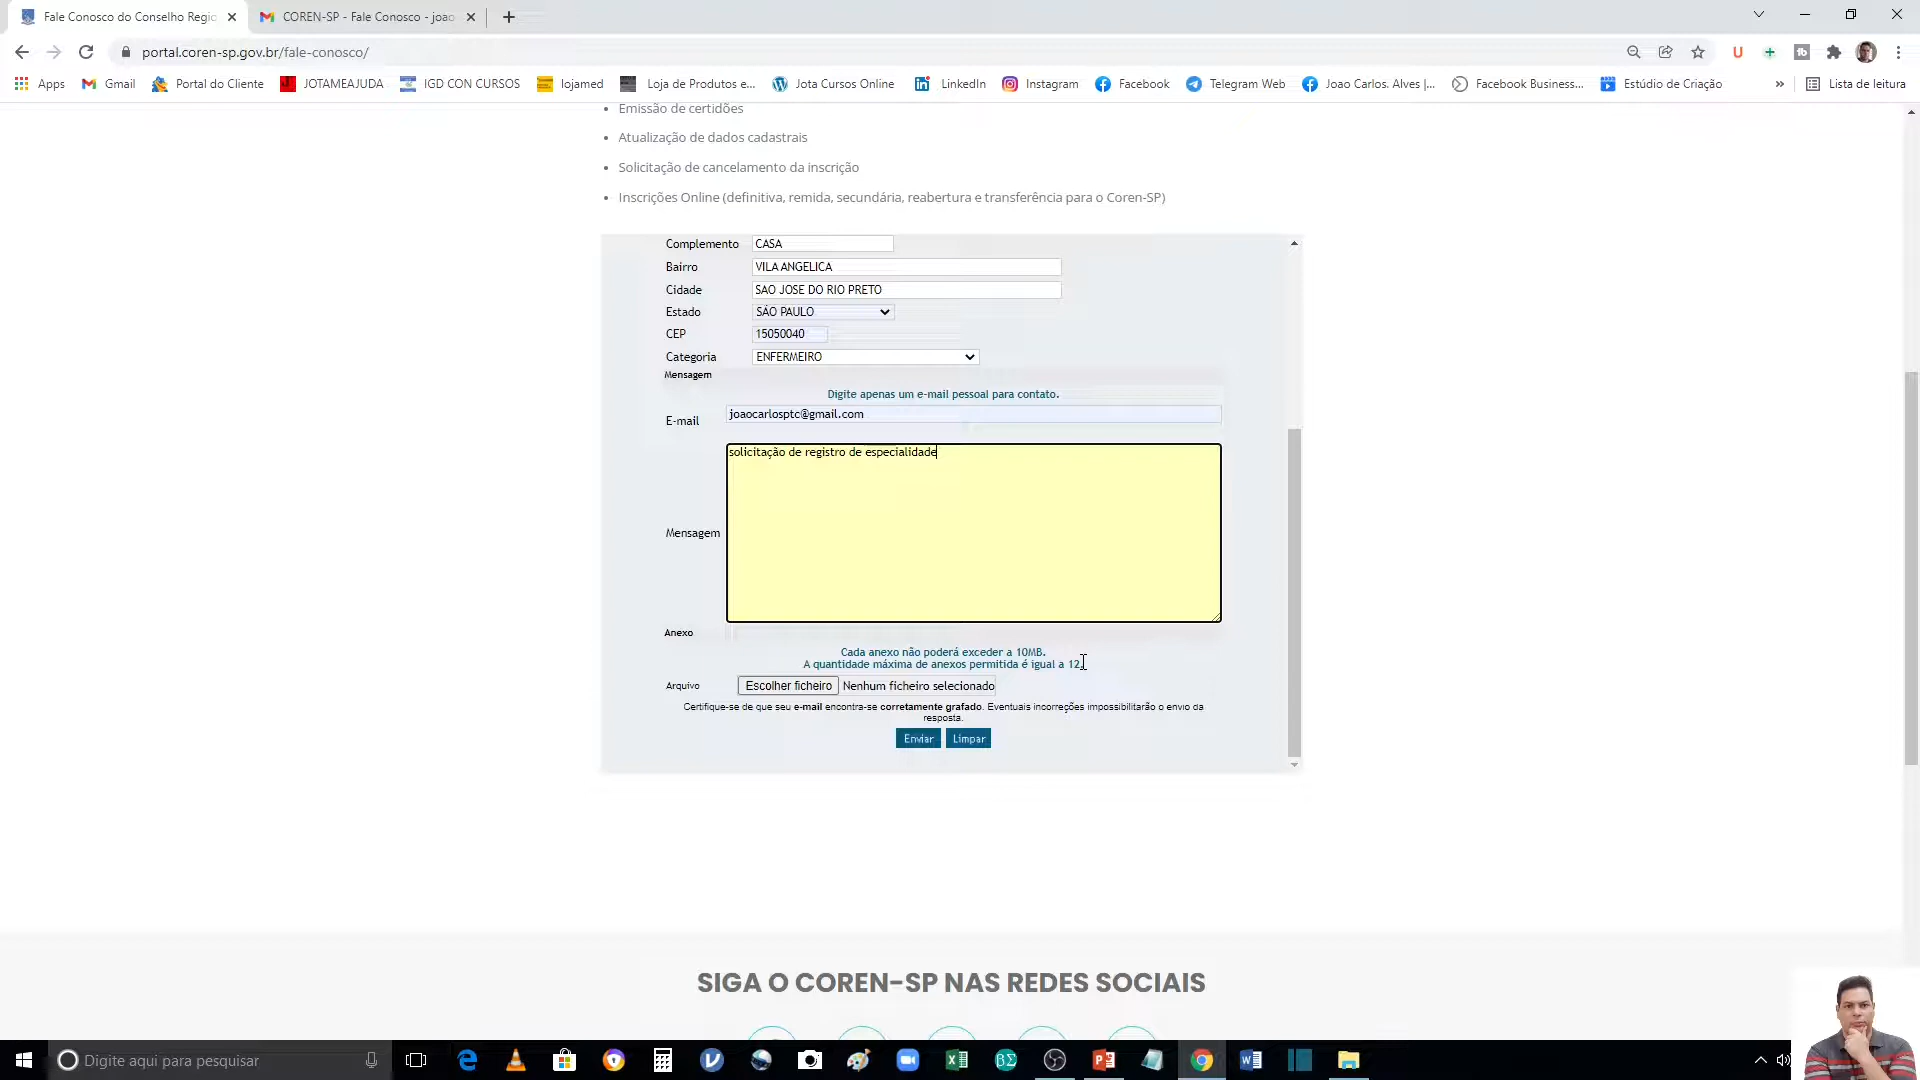 Fale Conosco do Conselho Regio
COREN-SP - Fale Conosco - joao
portal.coren-sp.gov.br/fale-conosco/
Apps
Gmail
Portal do Cliente
JOTAMEAJUDA
IGD CON CURSOS
lojamed
Loja de Produtos e...
Jota Cursos Online
LinkedIn
Instagram
Facebook
Telegram Web
Joao Carlos. Alves |...
Facebook Business...
Estúdio de Criação
»
Lista de leitura
• Emissão de certidões
• Atualização de dados cadastrais
• Solicitação de cancelamento da inscrição
• Inscrições Online (definitiva, remida, secundária, reabertura e transferência para o Coren-SP)
Complemento CASA
Bairro VILA ANGELICA
Cidade SAO JOSE DO RIO PRETO
Estado SÃO PAULO
CEP 15050040
Categoria ENFERMEIRO
Mensagem
Digite apenas um e-mail pessoal para contato.
E-mail joaocarlosptc@gmail.com
solicitação de registro de especialidade
Mensagem
Anexo
Cada anexo não poderá exceder a 10MB.
A quantidade máxima de anexos permitida é igual a 12.
Arquivo Escolher ficheiro Nenhum ficheiro selecionado
Certifique-se de que seu e-mail encontra-se corretamente grafado. Eventuais incorreções impossibilitarão o envio da
resposta.
Enviar Limpar
SIGA O COREN-SP NAS REDES SOCIAIS
Digite aqui para pesquisar